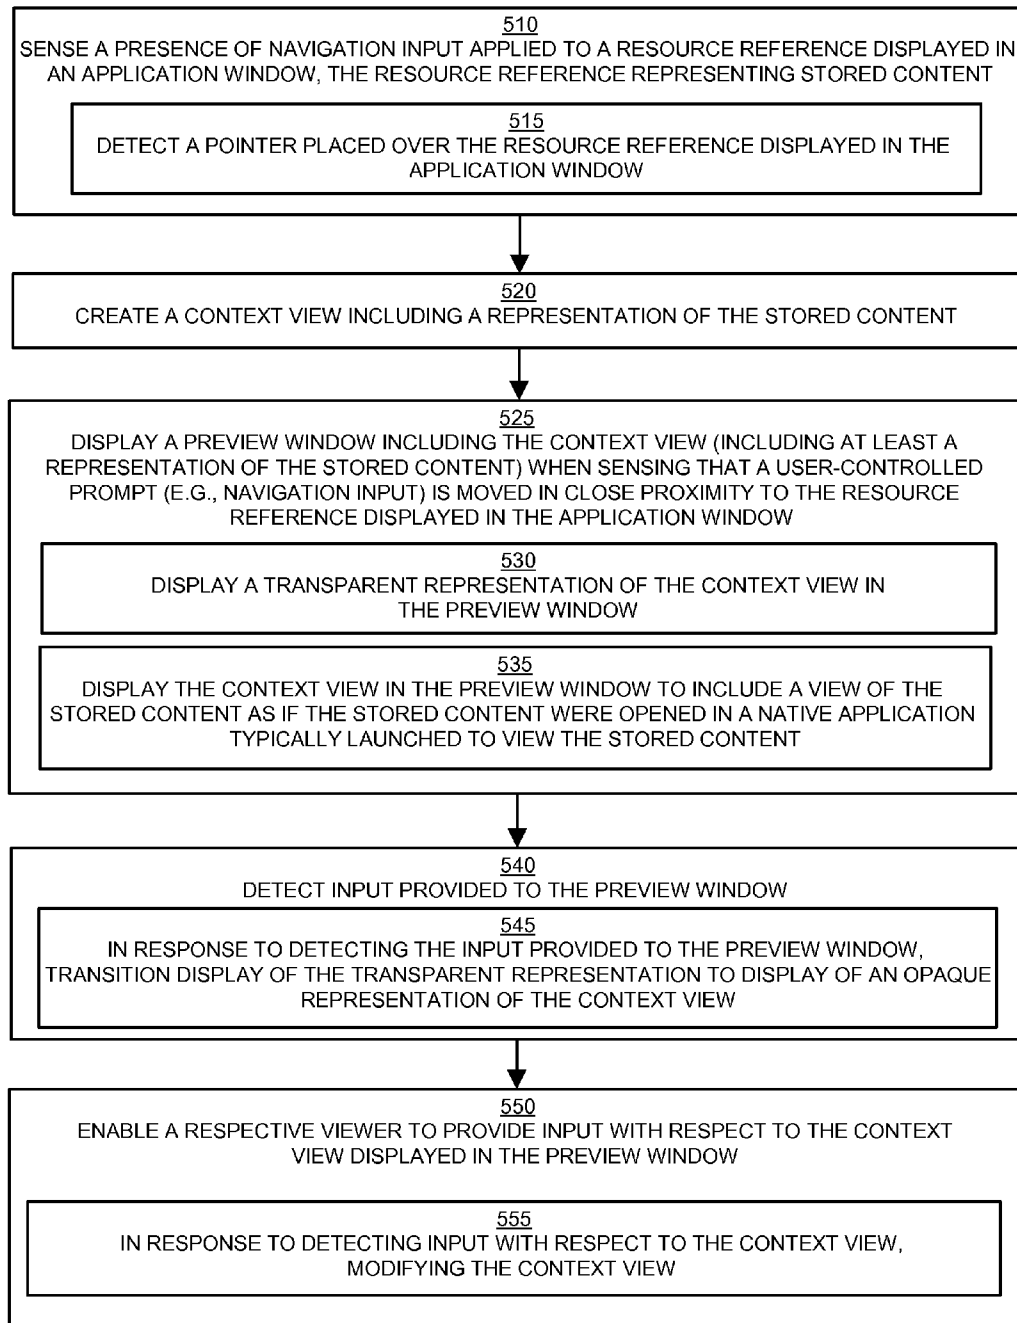 510
SENSE A PRESENCE OF NAVIGATION INPUT APPLIED TO A RESOURCE REFERENCE DISPLAYED IN
AN APPLICATION WINDOW, THE RESOURCE REFERENCE REPRESENTING STORED CONTENT
515
DETECT A POINTER PLACED OVER THE RESOURCE REFERENCE DISPLAYED IN THE
APPLICATION WINDOW
520
CREATE A CONTEXT VIEW INCLUDING A REPRESENTATION OF THE STORED CONTENT
525
DISPLAY A PREVIEW WINDOW INCLUDING THE CONTEXT VIEW (INCLUDING AT LEAST A
REPRESENTATION OF THE STORED CONTENT) WHEN SENSING THAT A USER-CONTROLLED
PROMPT (E.G., NAVIGATION INPUT) IS MOVED IN CLOSE PROXIMITY TO THE RESOURCE
REFERENCE DISPLAYED IN THE APPLICATION WINDOW
530
DISPLAY A TRANSPARENT REPRESENTATION OF THE CONTEXT VIEW IN
THE PREVIEW WINDOW
535
DISPLAY THE CONTEXT VIEW IN THE PREVIEW WINDOW TO INCLUDE A VIEW OF THE
STORED CONTENT AS IF THE STORED CONTENT WERE OPENED IN A NATIVE APPLICATION
TYPICALLY LAUNCHED TO VIEW THE STORED CONTENT
540
DETECT INPUT PROVIDED TO THE PREVIEW WINDOW
545
IN RESPONSE TO DETECTING THE INPUT PROVIDED TO THE PREVIEW WINDOW,
TRANSITION DISPLAY OF THE TRANSPARENT REPRESENTATION TO DISPLAY OF AN OPAQUE
REPRESENTATION OF THE CONTEXT VIEW
550
ENABLE A RESPECTIVE VIEWER TO PROVIDE INPUT WITH RESPECT TO THE CONTEXT
VIEW DISPLAYED IN THE PREVIEW WINDOW
555
IN RESPONSE TO DETECTING INPUT WITH RESPECT TO THE CONTEXT VIEW,
MODIFYING THE CONTEXT VIEW